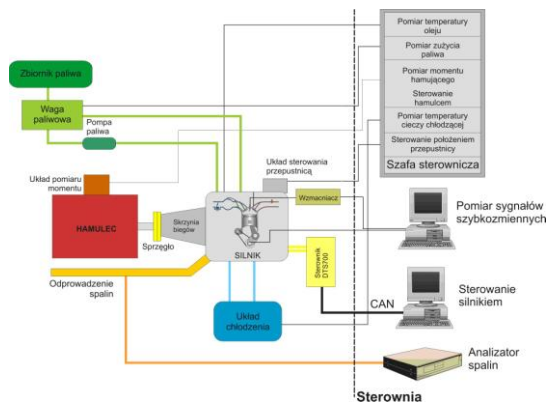 Zbiornik paliwa
Waga
paliwowa
Pompa
paliwa
Układ pomiaru
momentu
HAMULEC
Sprzęgło
Skrzynia
biegów
SILNIK
Układ sterowania
przepustnicą
Wzmacniacz
Sterownik
DTS700
Odprowadzenie
spalin
Układ
chłodzenia
CAN
Pomiar temperatury
oleju
Pomiar zużycia
paliwa
Pomiar momentu
hamującego
Sterowanie
hamulcem
Pomiar temperatury
cieczy chłodzącej
Sterowanie położeniem
przepustnicy
Szafa sterownicza
Pomiar sygnałów
szybkozmiennych
Sterowanie
silnikiem
Analizator
spalin
Sterownia